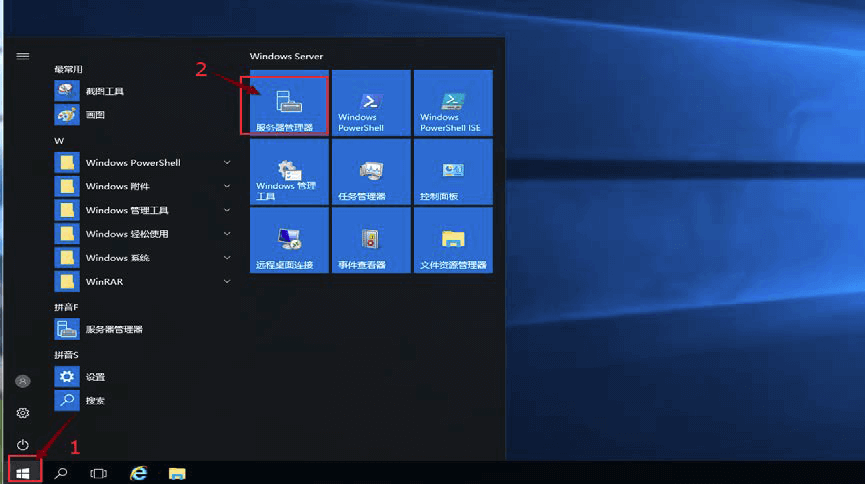 最常用
截图工具
画图
W
Windows PowerShell
Windows 附件
Windows 管理工具
Windows 轻松使用
Windows 系统
WinRAR
拼音F
服务器管理器
拼音S
设置
搜索
1
Windows Server
2
服务器管理器
Windows
PowerShell
Windows
PowerShell ISE
Windows 管理
工具
任务管理器
控制面板
远程桌面连接
事件查看器
文件资源管理器